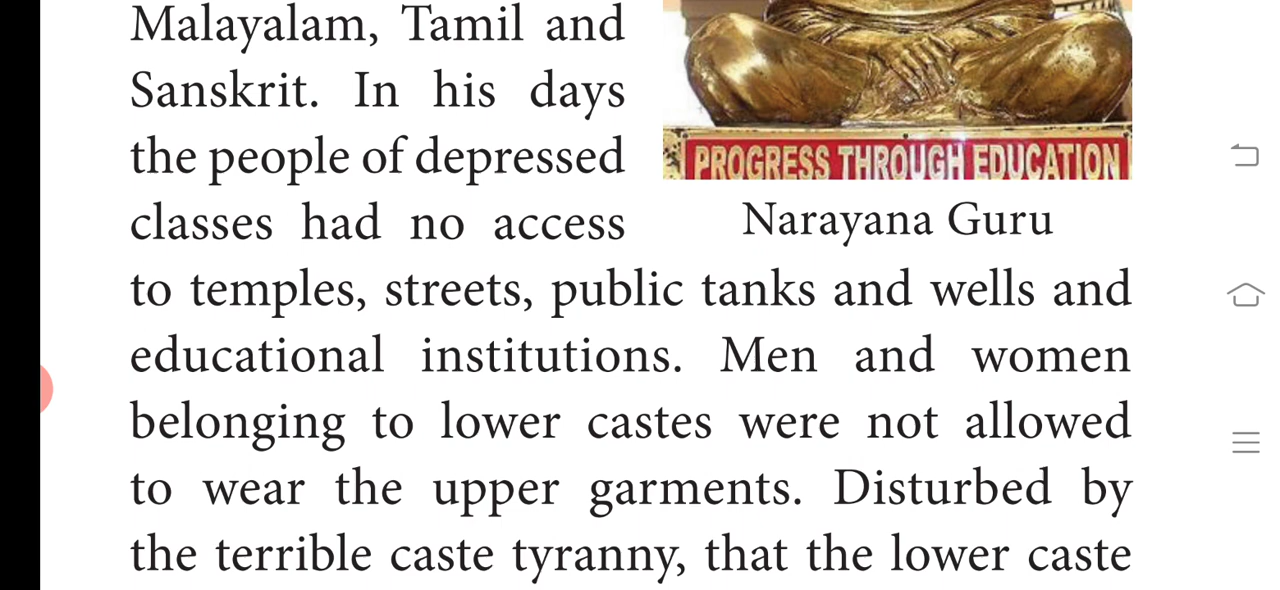 Malayalam, Tamil and
Sanskrit. In his days
the people of depressed
classes had no access
PROGRESS THROUGH EDUCATION
Narayana Guru
to temples, streets, public tanks and wells and
educational institutions. Men and women
belonging to lower castes were not allowed
to wear the upper garments. Disturbed by
the terrible caste tyranny, that the lower caste